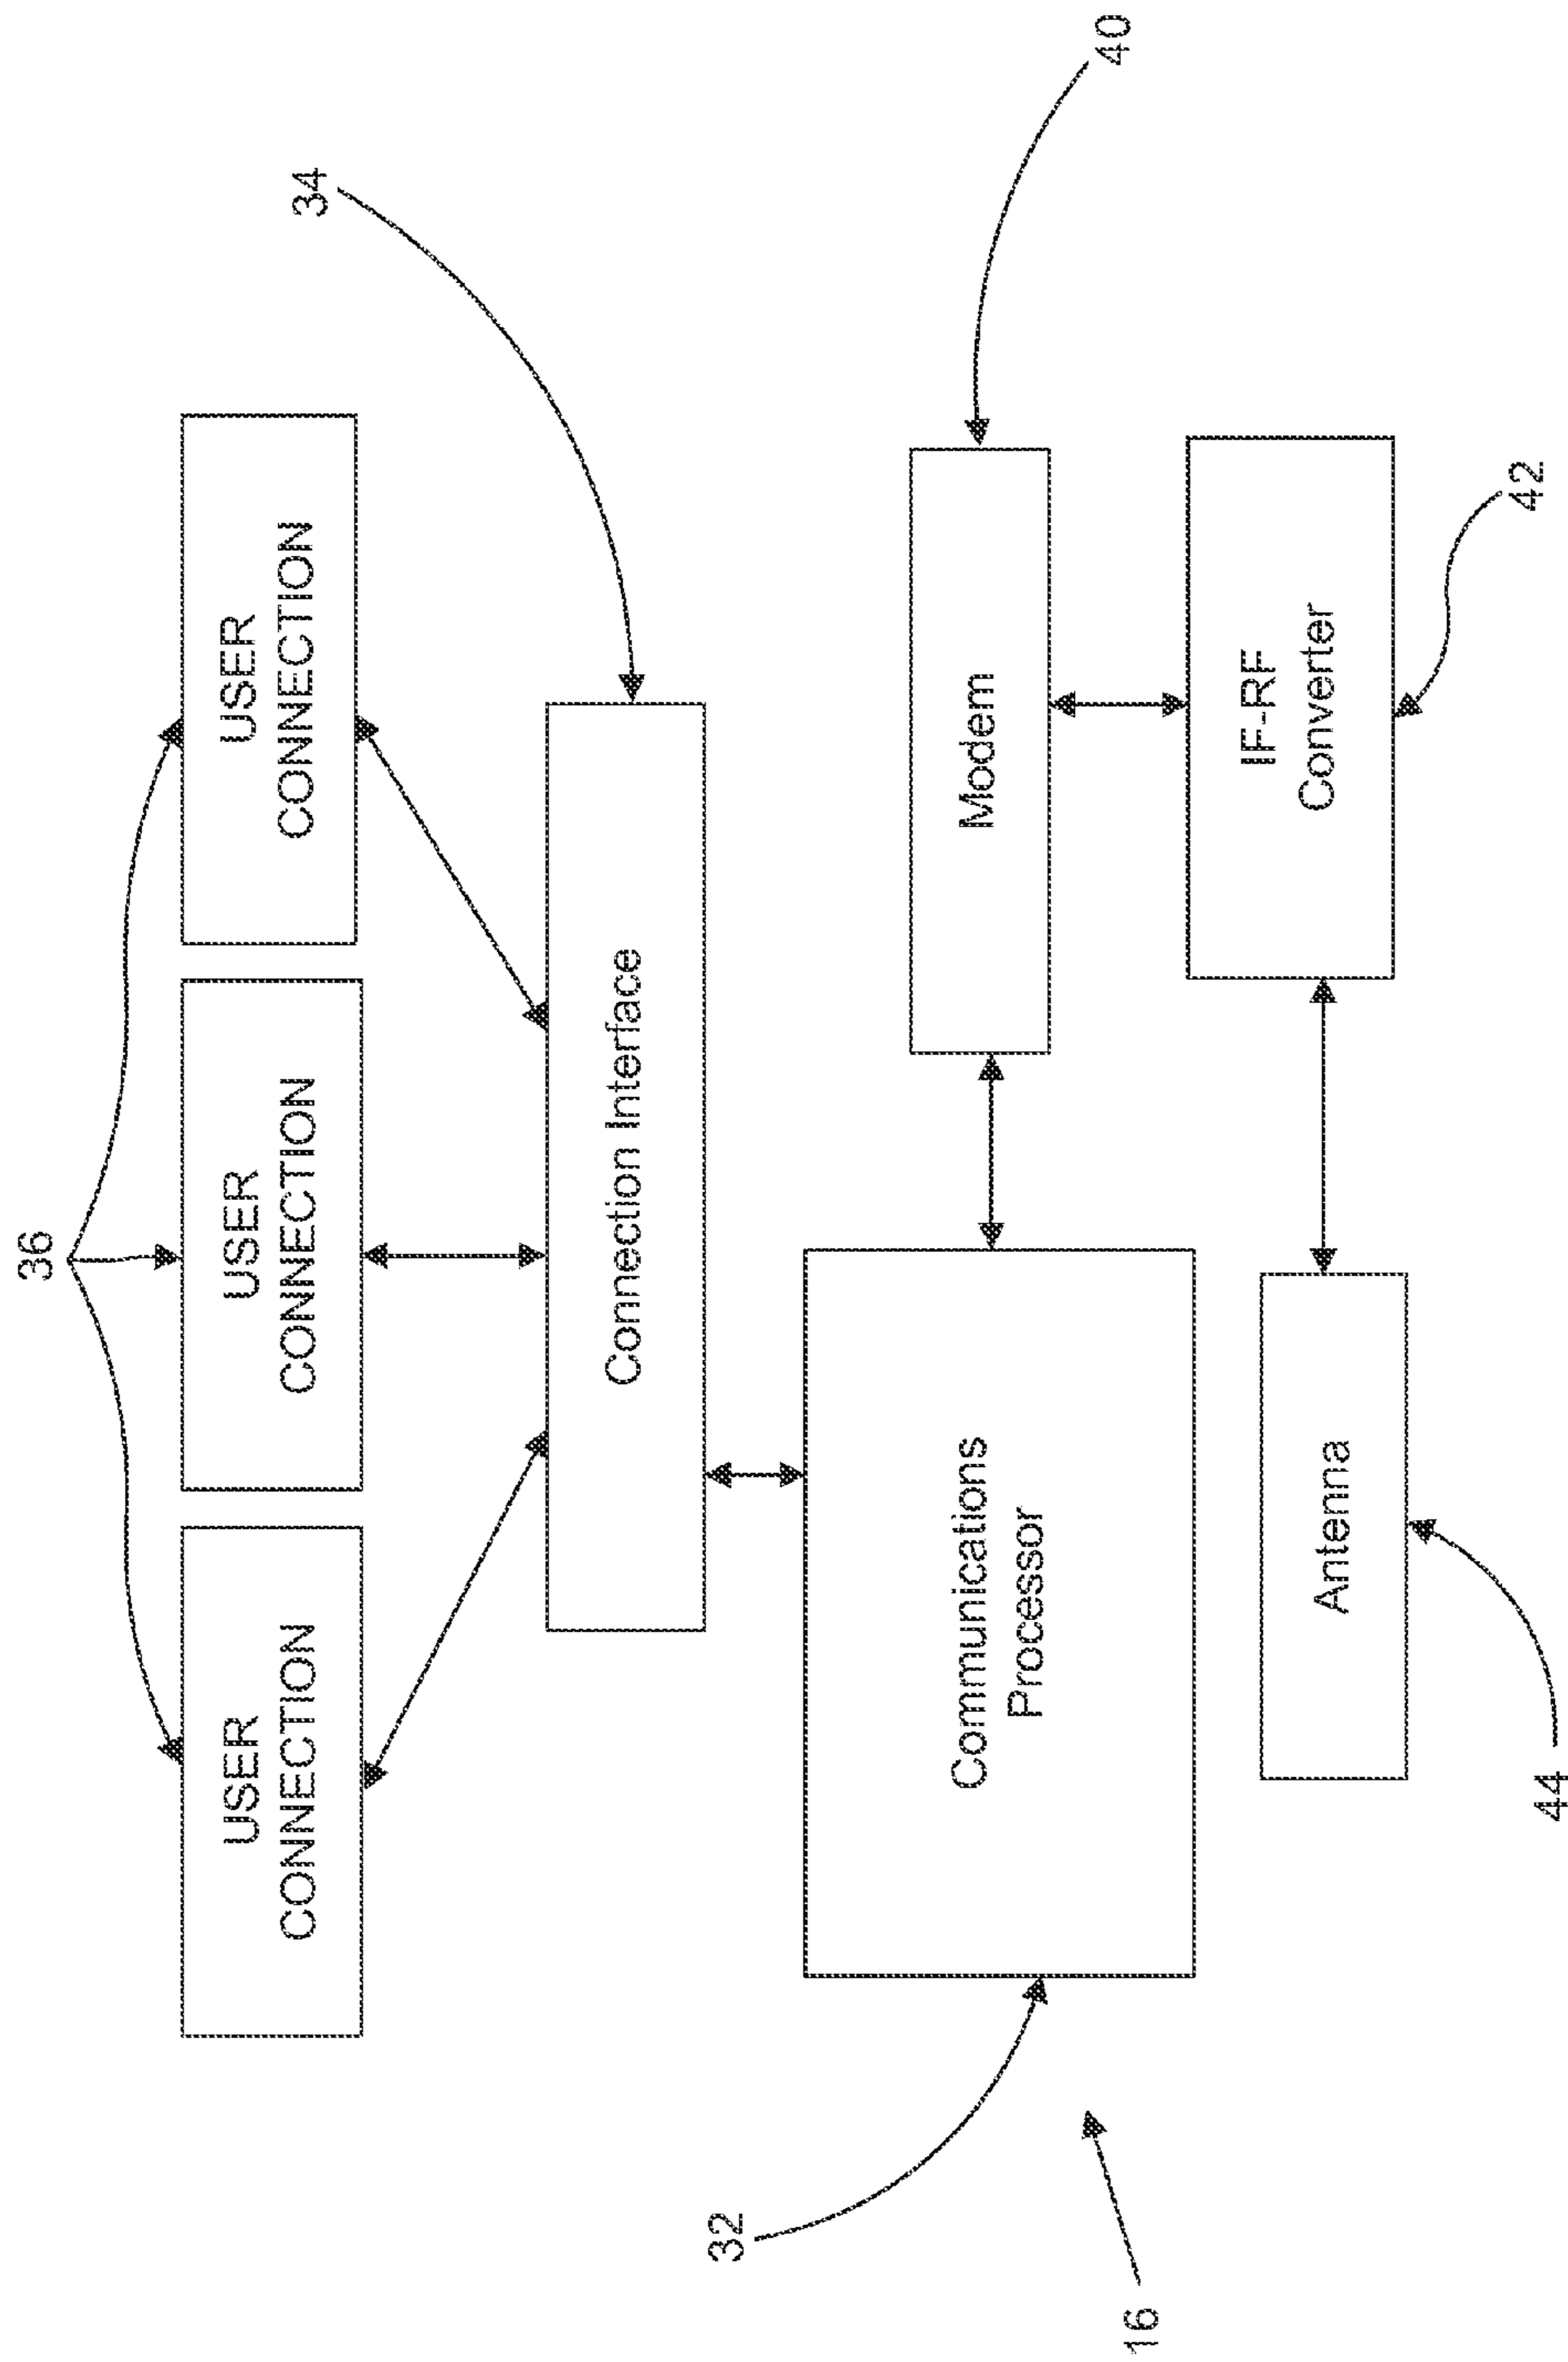 36
USER
CONNECTION
USER
CONNECTION
USER
CONNECTION
34
Connection Interface
32
Communications
Processor
Modem
40
16
Antenna
44
IF-RF
Converter
42